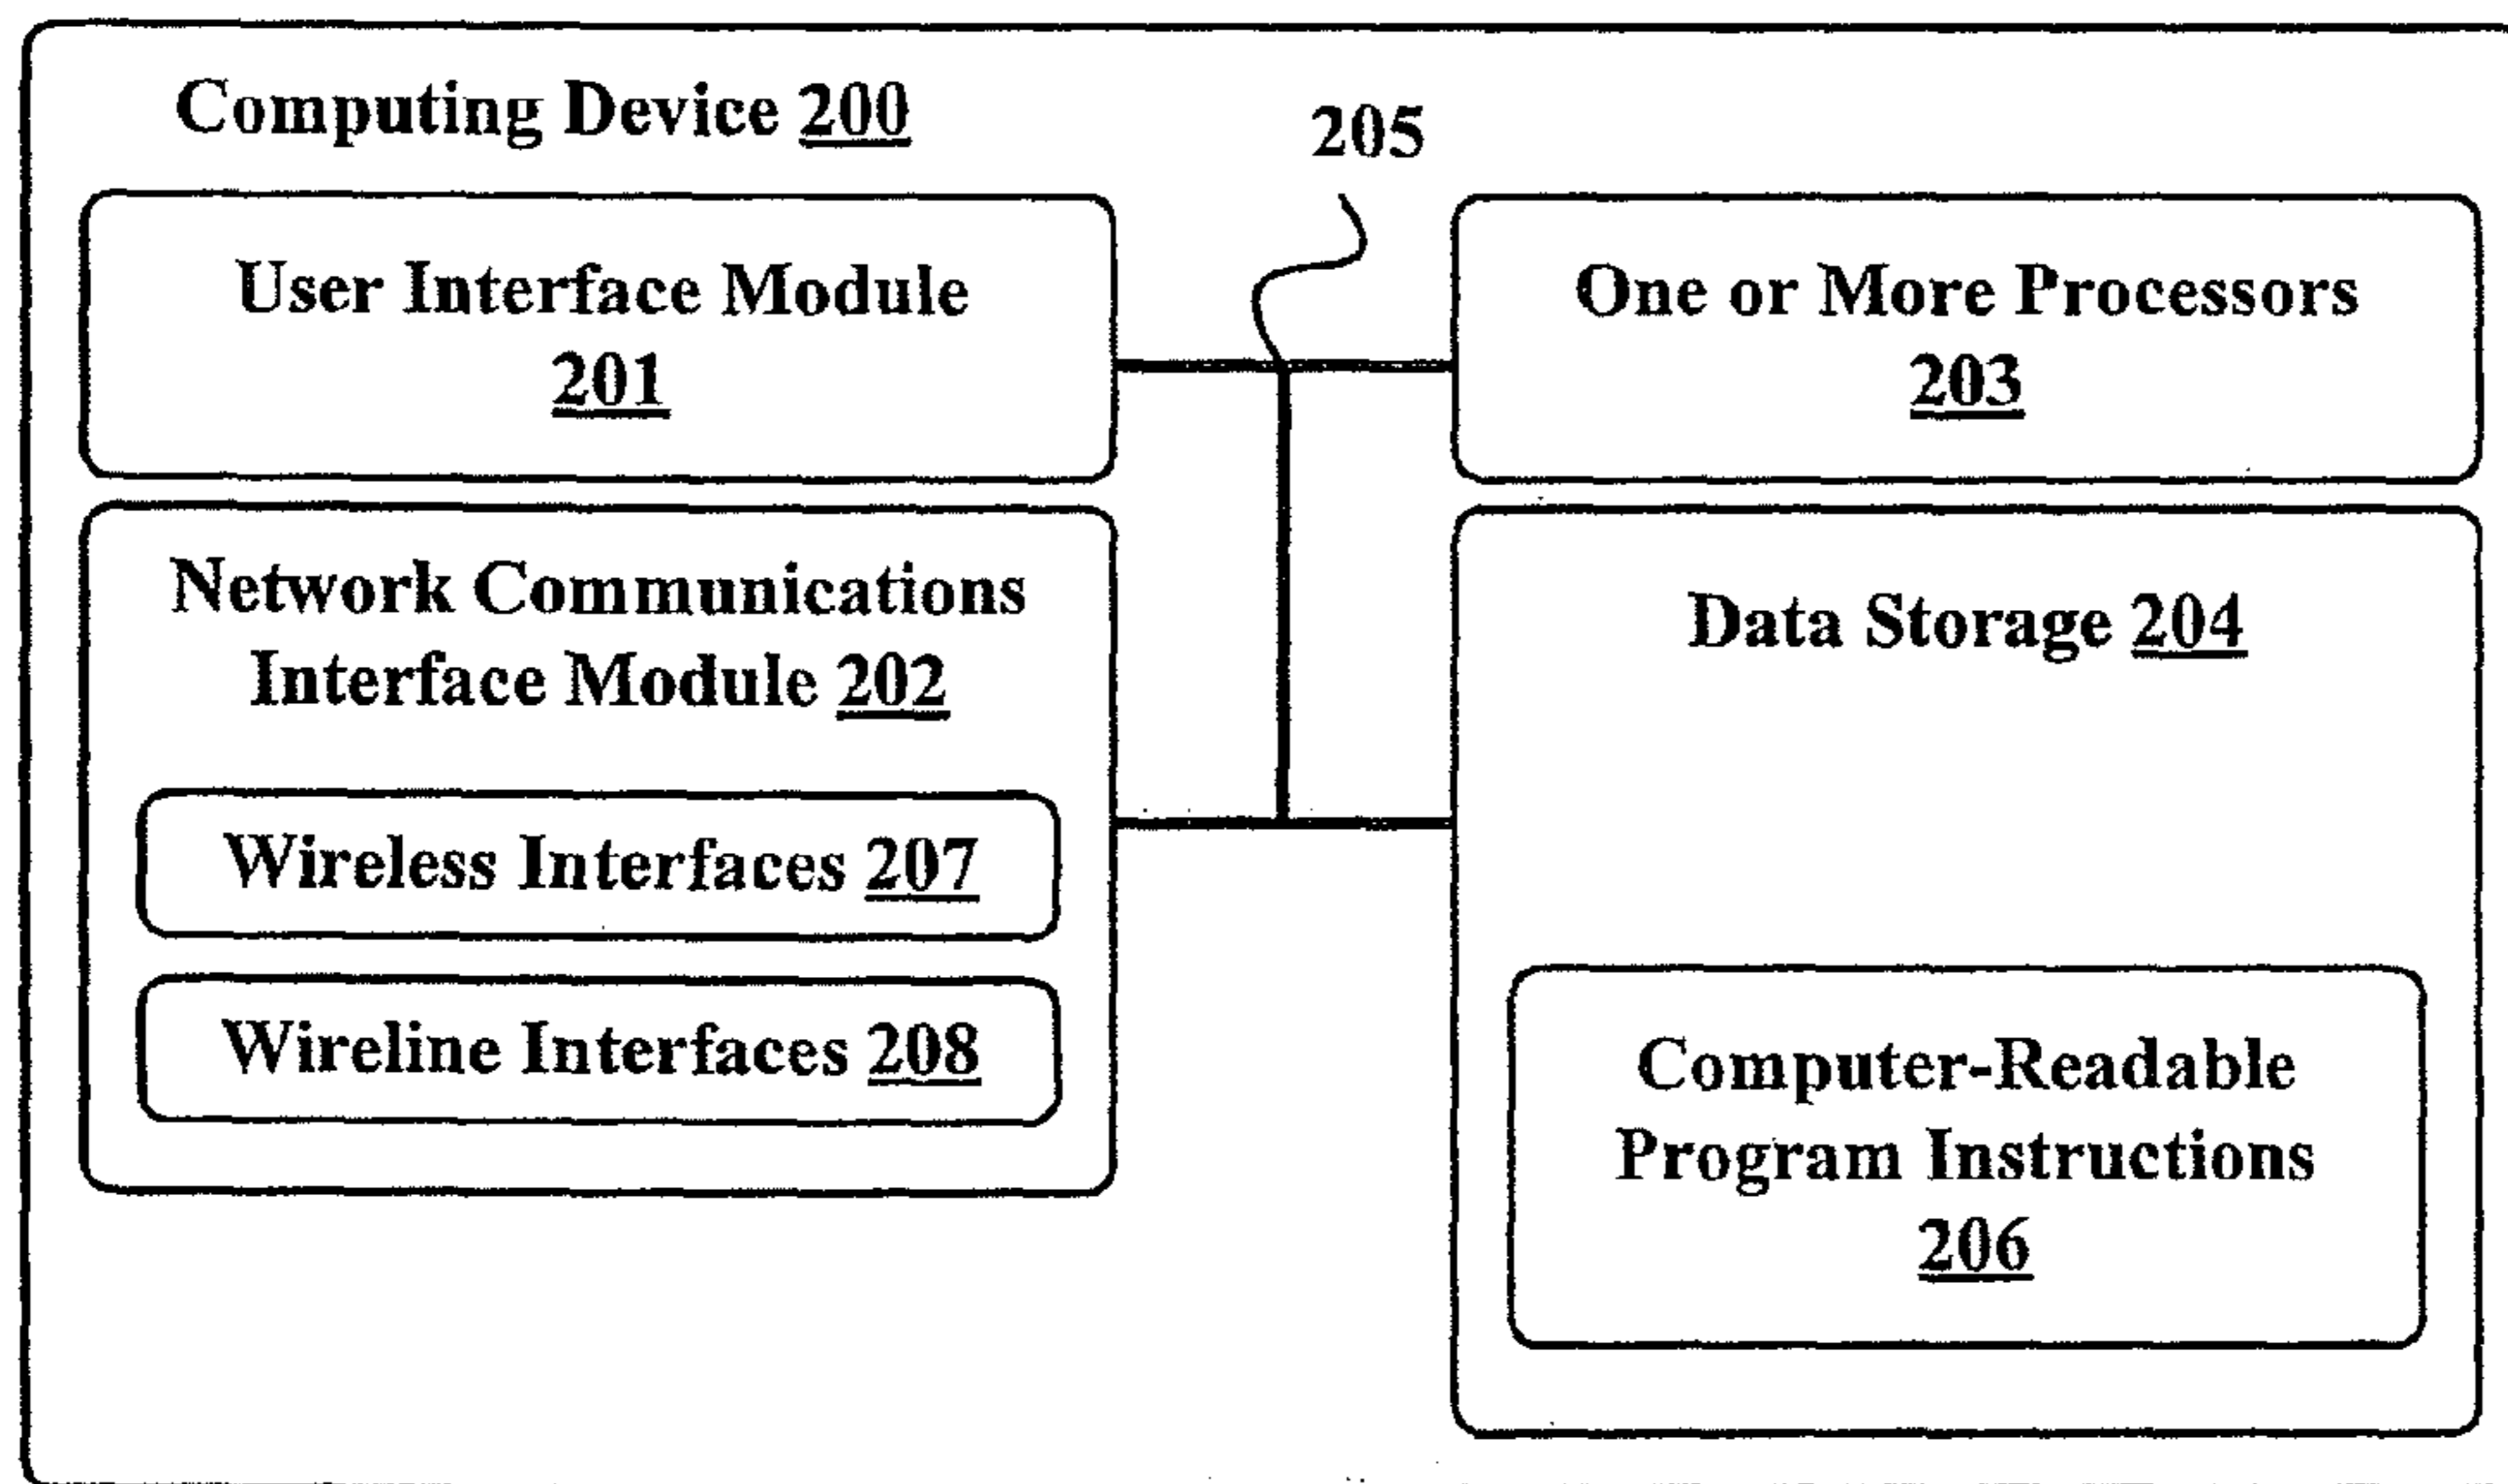 Computing Device 200
205
User Interface Module
201
One or More Processors
203
Network Communications
Interface Module 202
Wireless Interfaces 207
Wireline Interfaces 208
Data Storage 204
Computer-Readable
Program Instructions
206